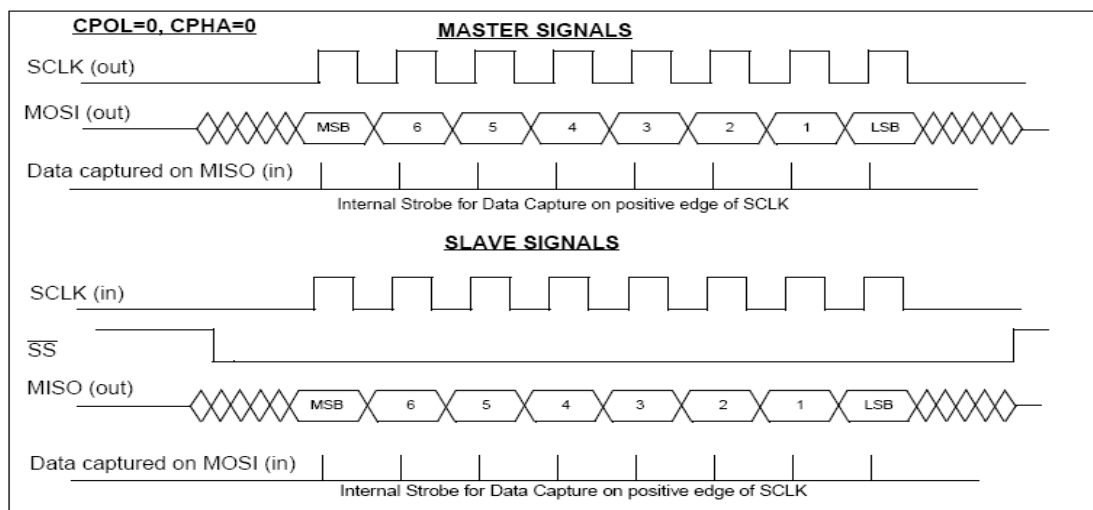 CPOL=0, CPHA=0
MASTER SIGNALS
SCLK (out)
MOSI (out)
MSB 6 5 4 3 2 1 LSB
Data captured on MISO (in)
Internal Strobe for Data Capture on positive edge of SCLK
SLAVE SIGNALS
SCLK (in)
SS
MISO (out)
MSB 6 5 4 3 2 1 LSB
Data captured on MOSI (in)
Internal Strobe for Data Capture on positive edge of SCLK